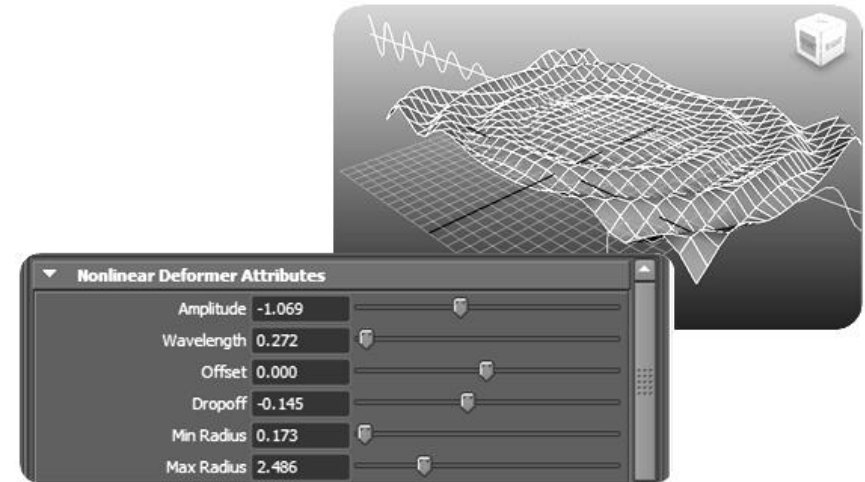 Nonlinear Deformer Attributes
Amplitude -1.069
Wavelength 0.272
Offset 0.000
Dropoff -0.145
Min Radius 0.173
Max Radius 2.486